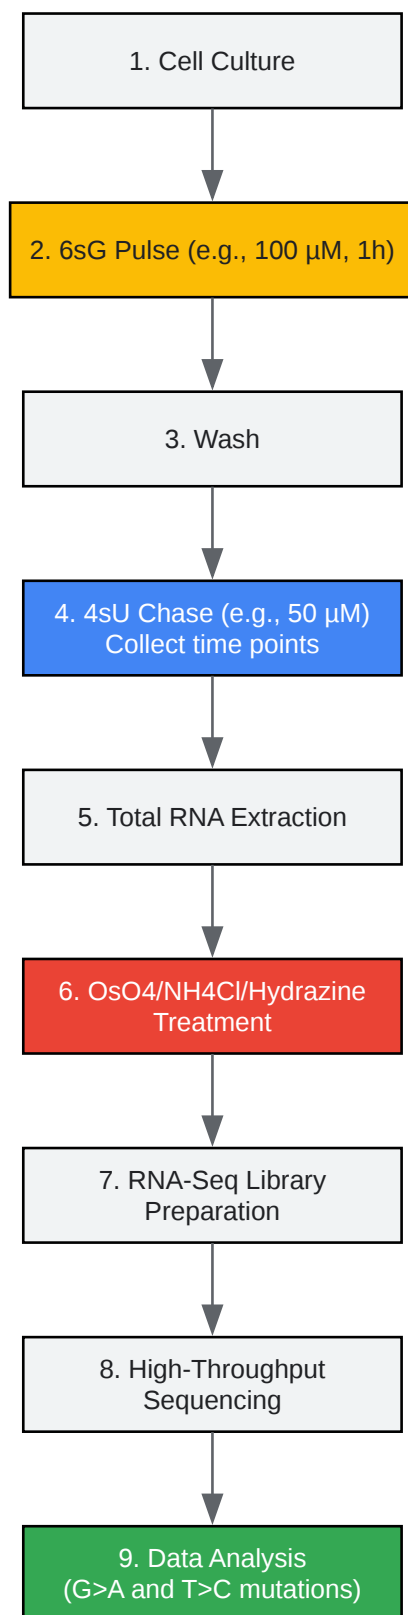 1. Cell Culture
2. 6sG Pulse (e.g., 100 µM, 1h)
3. Wash
4. 4sU Chase (e.g., 50 µM)
Collect time points
5. Total RNA Extraction
6. OsO4/NH4Cl/Hydrazine
Treatment
7. RNA-Seq Library
Preparation
8. High-Throughput
Sequencing
9. Data Analysis
(G>A and T>C mutations)